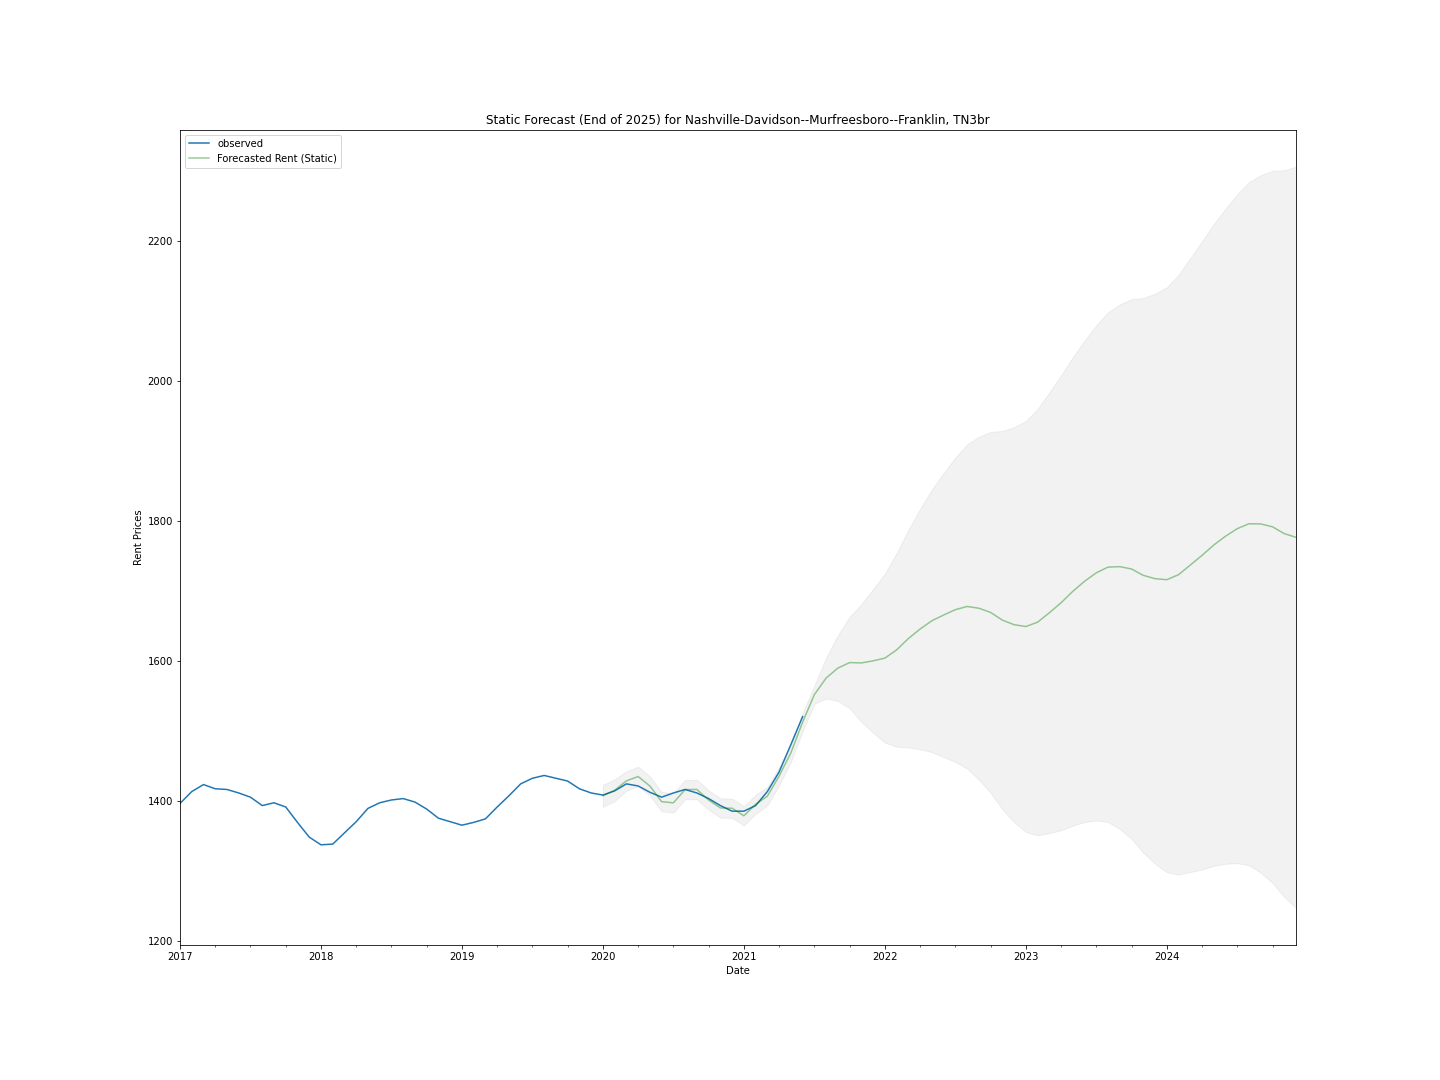 Static Forecast (End of 2025) for Nashville-Davidson--Murfreesboro--Franklin, TN3br
observed
Forecasted Rent (Static)
2200
2000
1800
1600
1400
1200
Rent Prices
2017 2018 2019 2020 2021 2022 2023 2024
Date